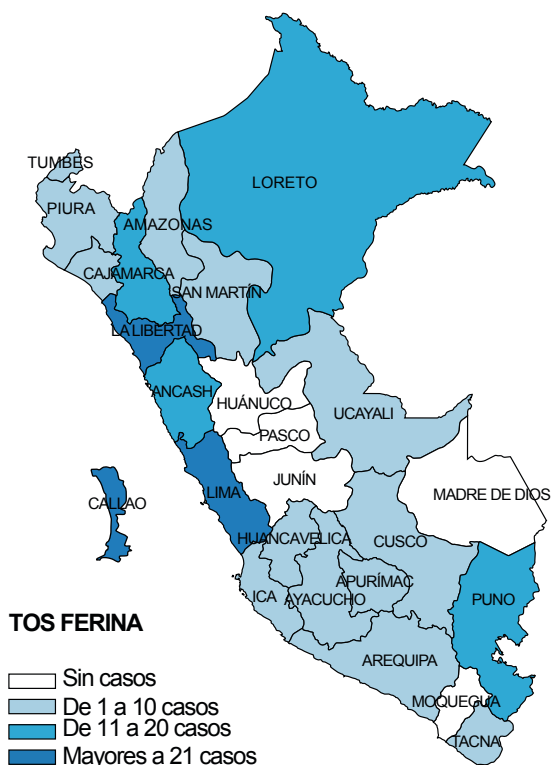 TUMBES
LORETO
PIURA
AMAZONAS
CAJAMARCA
SAN MARTÍN
LA LIBERTAD
ANCASH
HUÁNUCO
UCAYALI
PASCO
JUNÍN
LIMA
MADRE DE DIOS
CALLAO
HUANCAVELICA
CUSCO
APURÍMAC
ICA
AYACUCHO
PUNO
TOS FERINA
AREQUIPA
Sin casos
MOQUEGUA
De 1 a 10 casos
De 11 a 20 casos
TACNA
Mayores a 21 casos